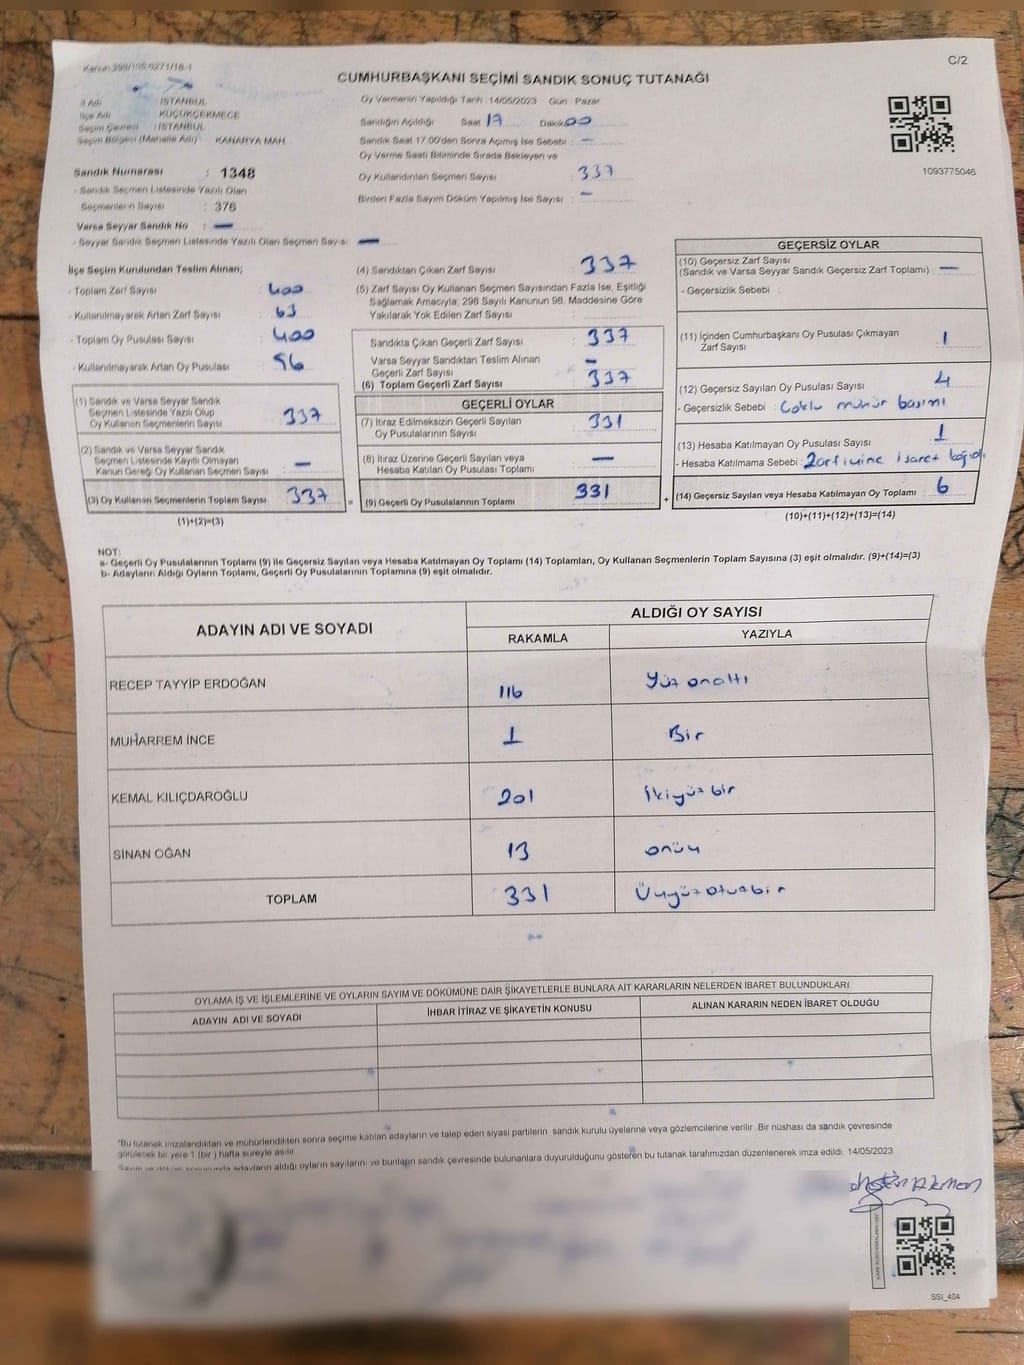 Kanun:298/105-0271/18-1
C/2
CUMHURBAŞKANI SEÇİMİ SANDIK SONUÇ TUTANAĞI
İl Adı : İSTANBUL
İlçe Adı : KÜÇÜKÇEKMECE
Seçim Çevresi : İSTANBUL
Seçim Bölgesi (Mahalle Adı) : KANARYA MAH.
Sandık Numarası : 1348
- Sandık Seçmen Listesinde Yazılı Olan
Seçmenlerin Sayısı : 376
Varsa Seyyar Sandık No : —
- Seyyar Sandık Seçmen Listesinde Yazılı Olan Seçmen Sayısı: —
Oy Vermenin Yapıldığı Tarih :14/05/2023 Gün : Pazar
Sandığın Açıldığı Saat 17 Dakika 00
Sandık Saat 17.00'den Sonra Açılmış İse Sebebi : —
Oy Verme Saati Bitiminde Sırada Bekleyen ve
Oy Kullandırılan Seçmen Sayısı : 337
Birden Fazla Sayım Döküm Yapılmış İse Sayısı : —
1093775046
İlçe Seçim Kurulundan Teslim Alınan;
- Toplam Zarf Sayısı : 400
- Kullanılmayarak Artan Zarf Sayısı : 63
- Toplam Oy Pusulası Sayısı : 400
- Kullanılmayarak Artan Oy Pusulası : 56
(1) Sandık ve Varsa Seyyar Sandık
Seçmen Listesinde Yazılı Olup
Oy Kullanan Seçmenlerin Sayısı : 337
(2) Sandık ve Varsa Seyyar Sandık
Seçmen Listesinde Kayıtlı Olmayan
Kanun Gereği Oy Kullanan Seçmen Sayısı : —
(3) Oy Kullanan Seçmenlerin Toplam Sayısı : 337 =
(1)+(2)=(3)
(4) Sandıktan Çıkan Zarf Sayısı : 337
(5) Zarf Sayısı Oy Kullanan Seçmen Sayısından Fazla İse, Eşitliği
Sağlamak Amacıyla; 298 Sayılı Kanunun 98. Maddesine Göre
Yakılarak Yok Edilen Zarf Sayısı :
Sandıkta Çıkan Geçerli Zarf Sayısı : 337
Varsa Seyyar Sandıktan Teslim Alınan
Geçerli Zarf Sayısı : —
(6) Toplam Geçerli Zarf Sayısı : 337
GEÇERLİ OYLAR
(7) İtiraz Edilmeksizin Geçerli Sayılan
Oy Pusulalarının Sayısı : 331
(8) İtiraz Üzerine Geçerli Sayılan veya
Hesaba Katılan Oy Pusulası Toplamı : —
(9) Geçerli Oy Pusulalarının Toplamı : 331 +
GEÇERSİZ OYLAR
(10) Geçersiz Zarf Sayısı
(Sandık ve Varsa Seyyar Sandık Geçersiz Zarf Toplamı) : —
- Geçersizlik Sebebi :
(11) İçinden Cumhurbaşkanı Oy Pusulası Çıkmayan
Zarf Sayısı : 1
(12) Geçersiz Sayılan Oy Pusulası Sayısı : 4
- Geçersizlik Sebebi : Çoklu mühür basımı
(13) Hesaba Katılmayan Oy Pusulası Sayısı : 1
- Hesaba Katılmama Sebebi : Zarf içine işaret
(14) Geçersiz Sayılan veya Hesaba Katılmayan Oy Toplamı : 6
(10)+(11)+(12)+(13)=(14)
NOT:
a- Geçerli Oy Pusulalarının Toplamı (9) ile Geçersiz Sayılan veya Hesaba Katılmayan Oy Toplamı (14) Toplamları, Oy Kullanan Seçmenlerin Toplam Sayısına (3) eşit olmalıdır. (9)+(14)=(3)
b- Adayların Aldığı Oyların Toplamı, Geçerli Oy Pusulalarının Toplamına (9) eşit olmalıdır.
ADAYIN ADI VE SOYADI
ALDIĞI OY SAYISI
RAKAMLA YAZIYLA
RECEP TAYYİP ERDOĞAN 116 Yüz onaltı
MUHARREM İNCE 1 Bir
KEMAL KILIÇDAROĞLU 201 İkiyüz bir
SİNAN OĞAN 13 onüç
TOPLAM 331 Üçyüzotuzbir
OYLAMA İŞ VE İŞLEMLERİNE VE OYLARIN SAYIM VE DÖKÜMÜNE DAİR ŞİKAYETLERLE BUNLARA AİT KARARLARIN NELERDEN İBARET BULUNDUKLARI
ADAYIN ADI VE SOYADI İHBAR İTİRAZ VE ŞİKAYETİN KONUSU ALINAN KARARIN NEDEN İBARET OLDUĞU
*Bu tutanak imzalandıktan ve mühürlendikten sonra seçime katılan adayların ve talep eden siyasi partilerin sandık kurulu üyelerine veya gözlemcilerine verilir. Bir nüshası da sandık çevresinde
görülecek bir yere 1 (bir ) hafta süreyle asılır.
Sayım ve döküm sonucunda adayların aldığı oyların sayılarını ve bunların sandık çevresinde bulunanlara duyurulduğunu gösteren bu tutanak tarafımızdan düzenlenerek imza edildi. 14/05/2023
SSİ_404